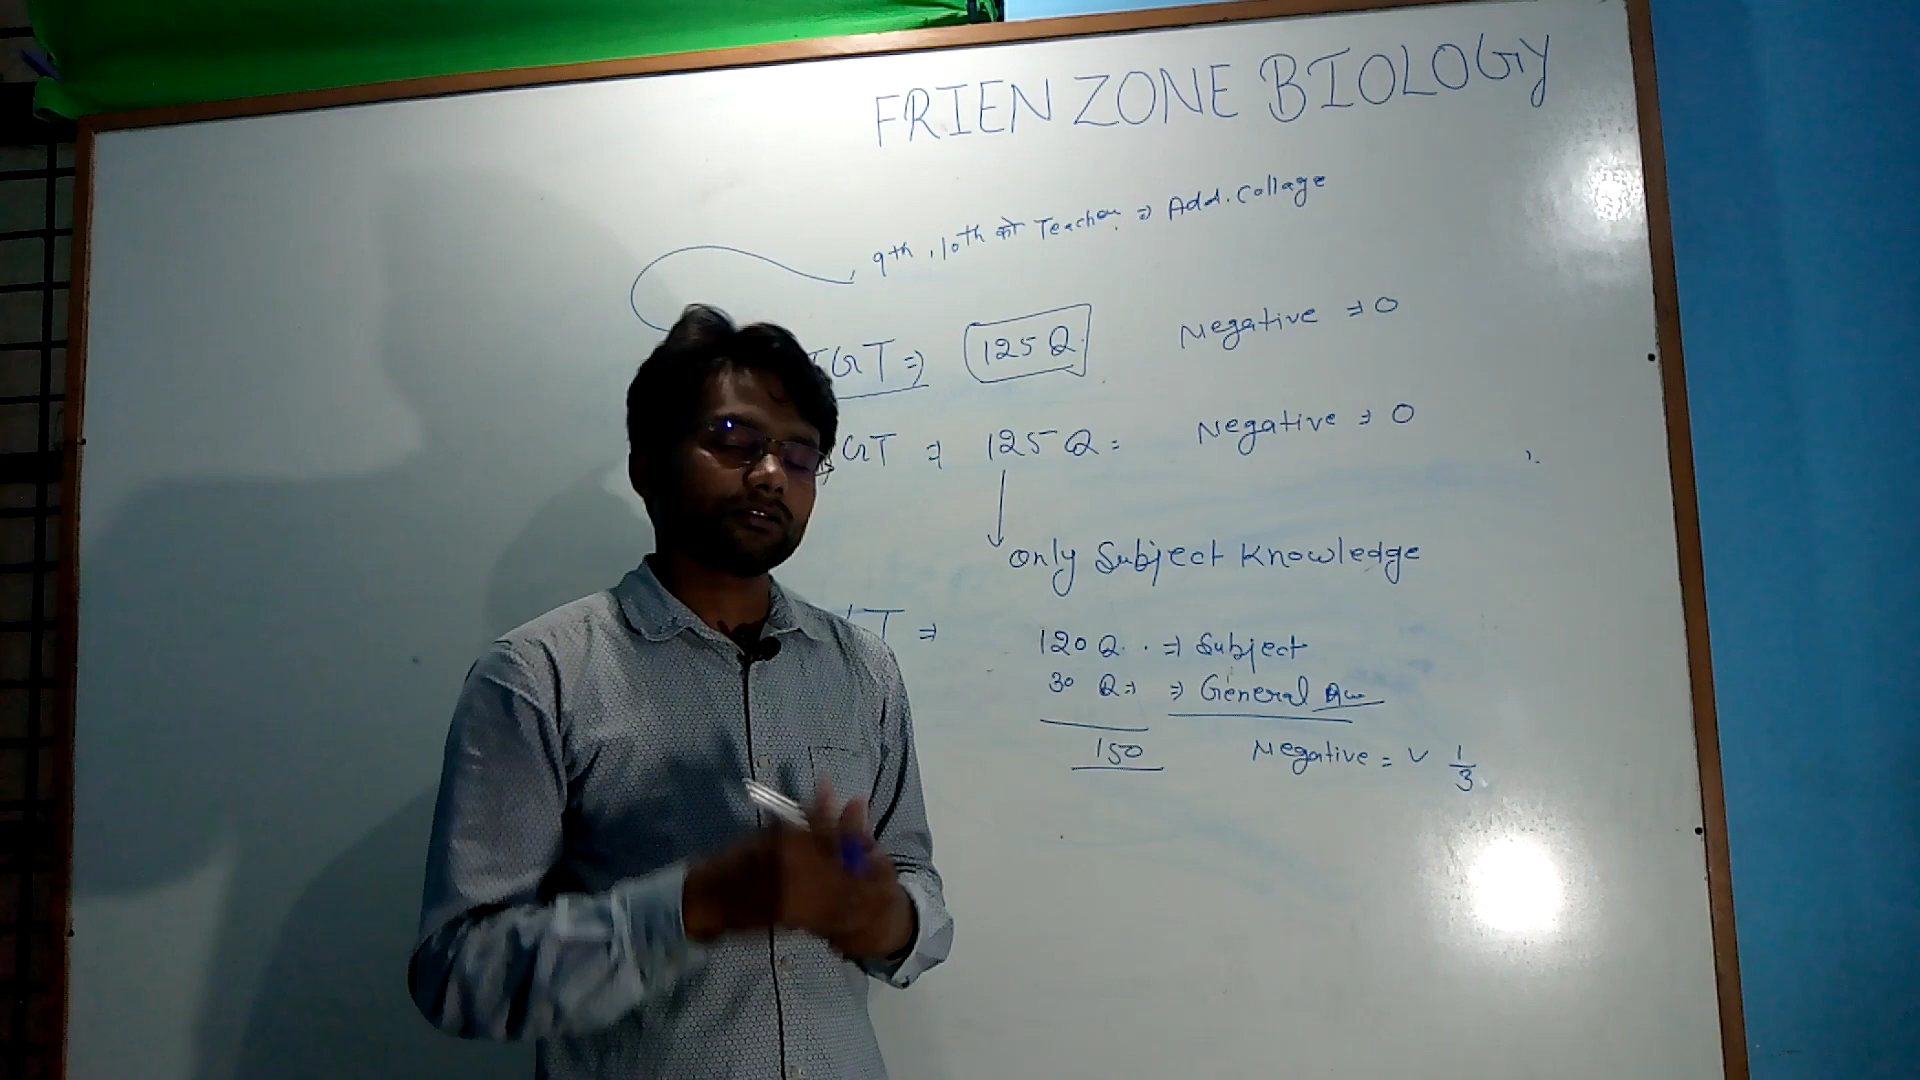 FRIEN ZONE BIOLOGY
9th, 10th को Teacher ⇒ Add. Collage
TGT ⇒ 125 Q. Negative ⇒ 0
GT ⇒ 125 Q = Negative ⇒ 0
Only Subject Knowledge
T ⇒ 120 Q. ⇒ Subject
30 Q ⇒ ⇒ General
150 Negative = ✓ 1/3